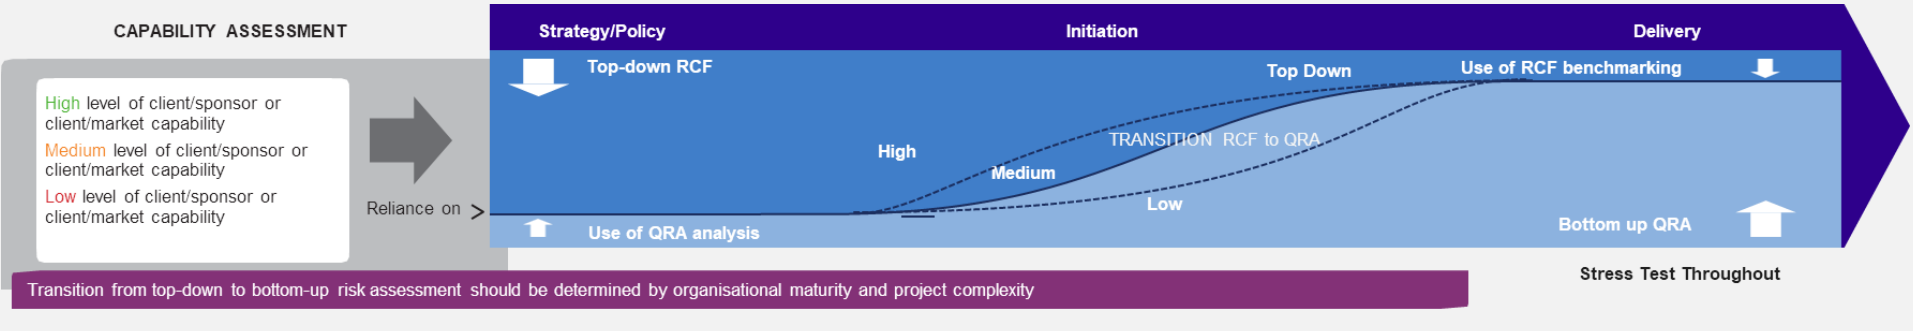 CAPABILITY ASSESSMENT
Strategy/Policy
Initiation
Delivery
High level of client/sponsor or
client/market capability
Medium level of client/sponsor or
client/market capability
Low level of client/sponsor or
client/market capability
Reliance on >
Top-down RCF
Top Down
Use of RCF benchmarking
TRANSITION RCF to QRA
High
Medium
Low
Use of QRA analysis
Bottom up QRA
Stress Test Throughout
Transition from top-down to bottom-up risk assessment should be determined by organisational maturity and project complexity